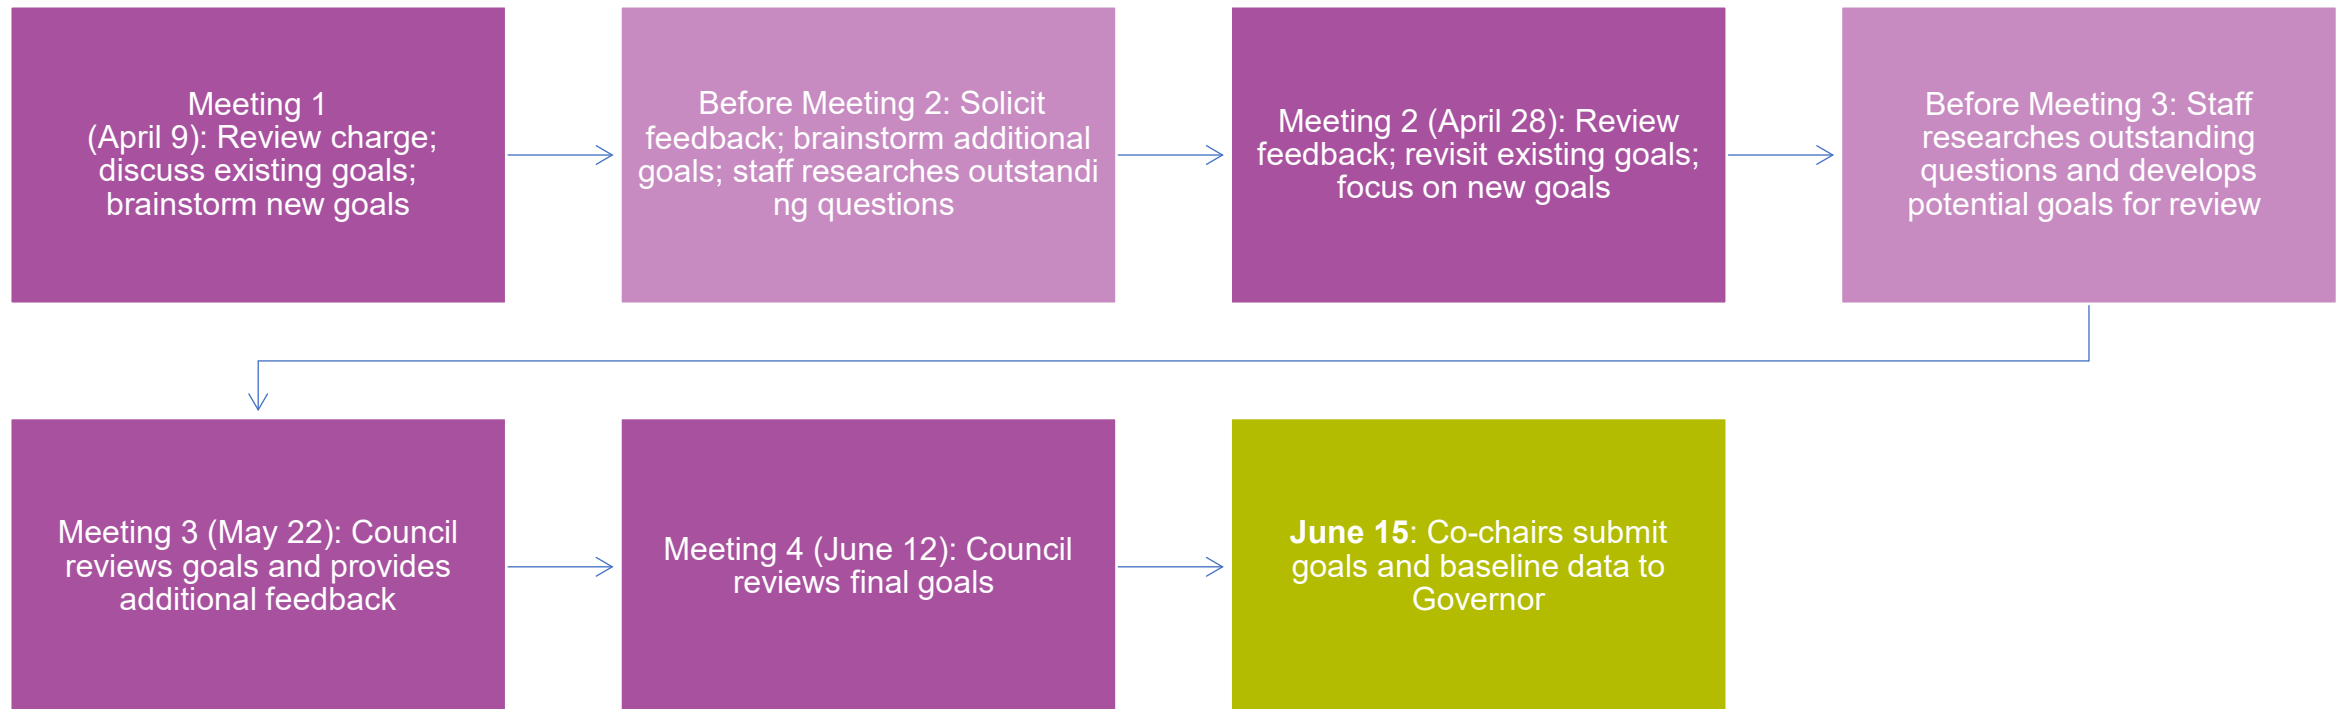 Meeting 1
(April 9): Review charge;
discuss existing goals;
brainstorm new goals
Before Meeting 2: Solicit
feedback; brainstorm additional
goals; staff researches outstandi
ng questions
Meeting 2 (April 28): Review
feedback; revisit existing goals;
focus on new goals
Before Meeting 3: Staff
researches outstanding
questions and develops
potential goals for review
Meeting 3 (May 22): Council
reviews goals and provides
additional feedback
Meeting 4 (June 12): Council
reviews final goals
June 15: Co-chairs submit
goals and baseline data to
Governor